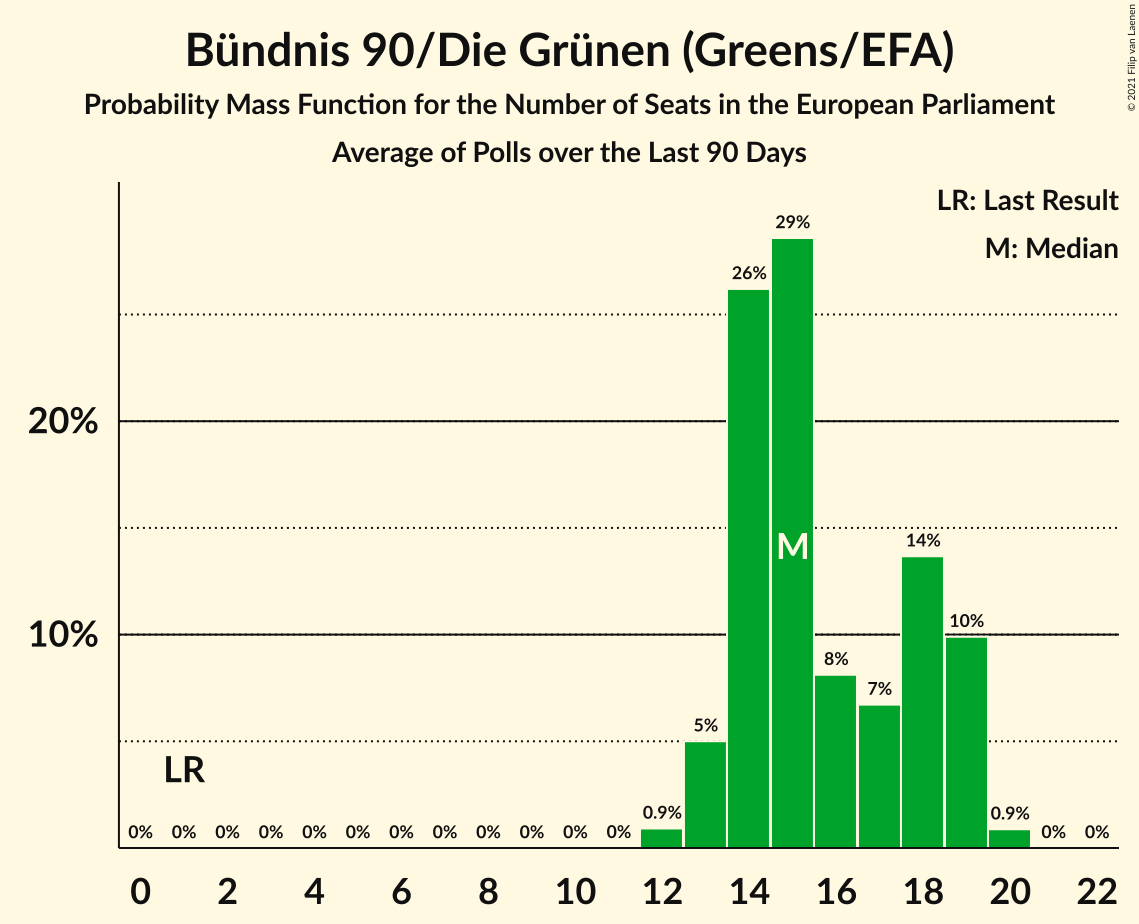 Bündnis 90/Die Grünen (Greens/EFA)
Probability Mass Function for the Number of Seats in the European Parliament
Average of Polls over the Last 90 Days
© 2021 Filip van Laenen
LR: Last Result
M: Median
29%
26%
20%
M
14%
10%
10%
8%
7%
5%
LR
0.9%
0.9%
0% 0% 0% 0% 0% 0% 0% 0% 0% 0% 0% 0% 0% 0%
0 2 4 6 8 10 12 14 16 18 20 22